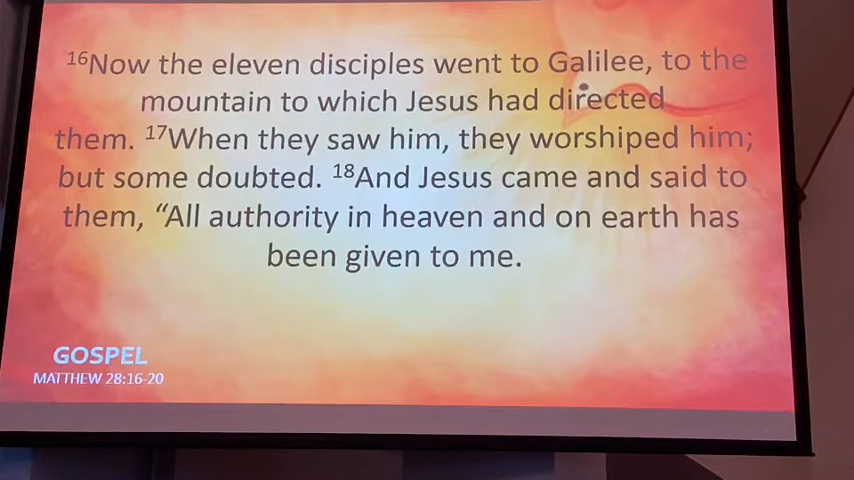 ¹⁶Now the eleven disciples went to Galilee, to the
mountain to which Jesus had directed
them. ¹⁷When they saw him, they worshiped him;
but some doubted. ¹⁸And Jesus came and said to
them, “All authority in heaven and on earth has
been given to me.
GOSPEL
MATTHEW 28:16-20